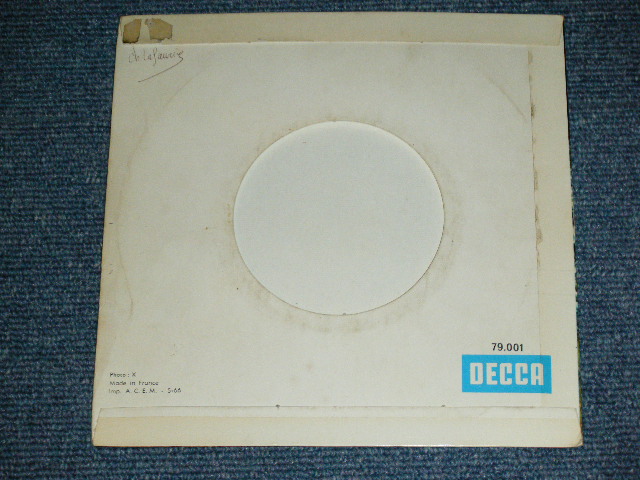 79.001
DECCA
Photo : K
Made in France
Imp. A. C. E. M. - 5-66